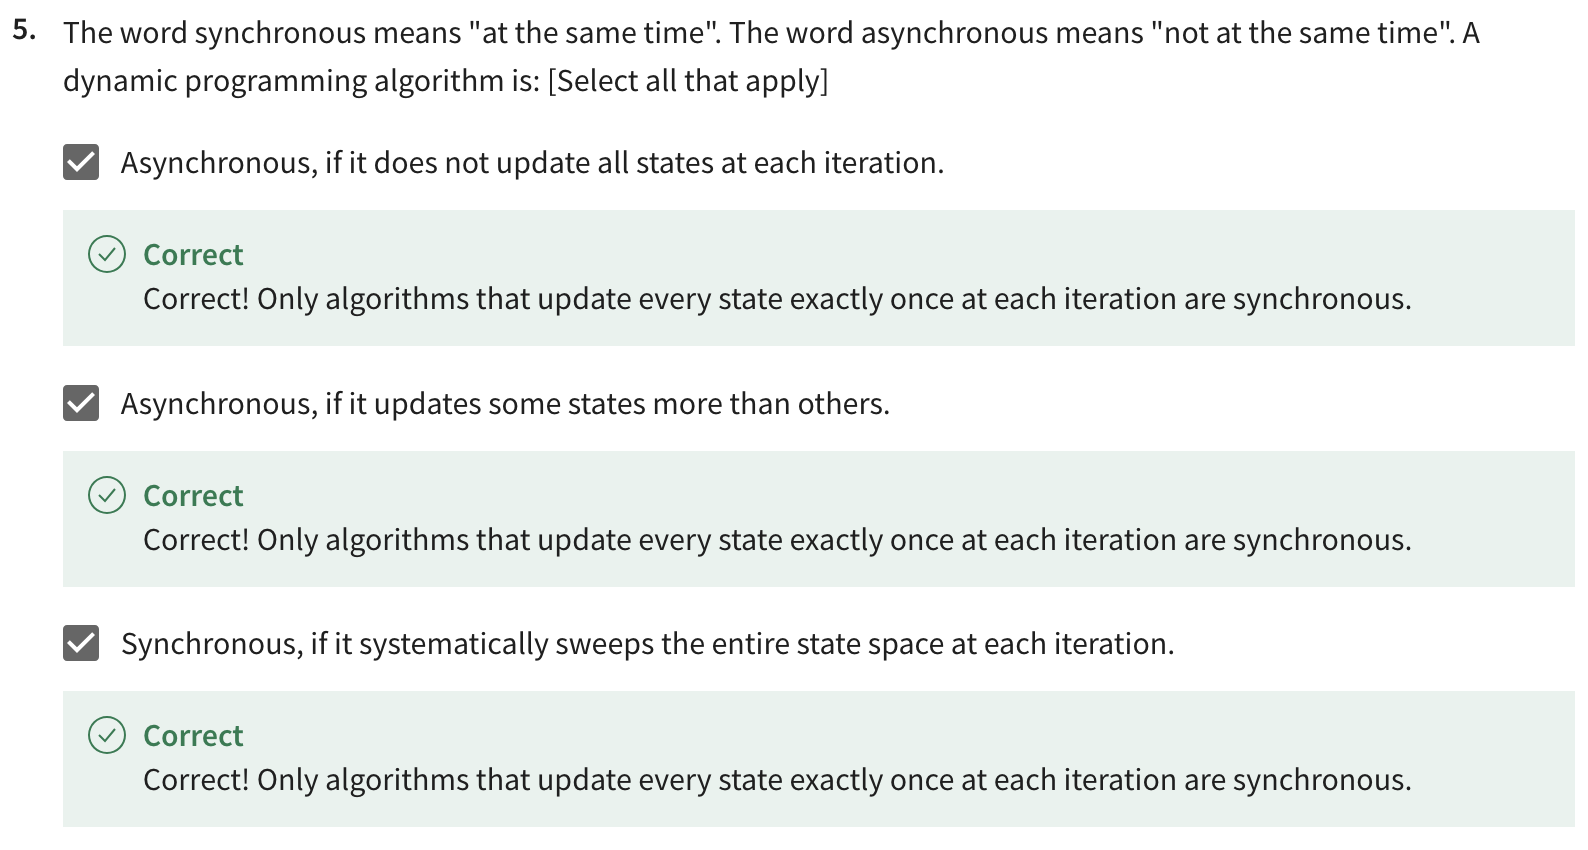 5. The word synchronous means "at the same time". The word asynchronous means "not at the same time". A
dynamic programming algorithm is: [Select all that apply]
Asynchronous, if it does not update all states at each iteration.
Correct
Correct! Only algorithms that update every state exactly once at each iteration are synchronous.
Asynchronous, if it updates some states more than others.
Correct
Correct! Only algorithms that update every state exactly once at each iteration are synchronous.
Synchronous, if it systematically sweeps the entire state space at each iteration.
Correct
Correct! Only algorithms that update every state exactly once at each iteration are synchronous.